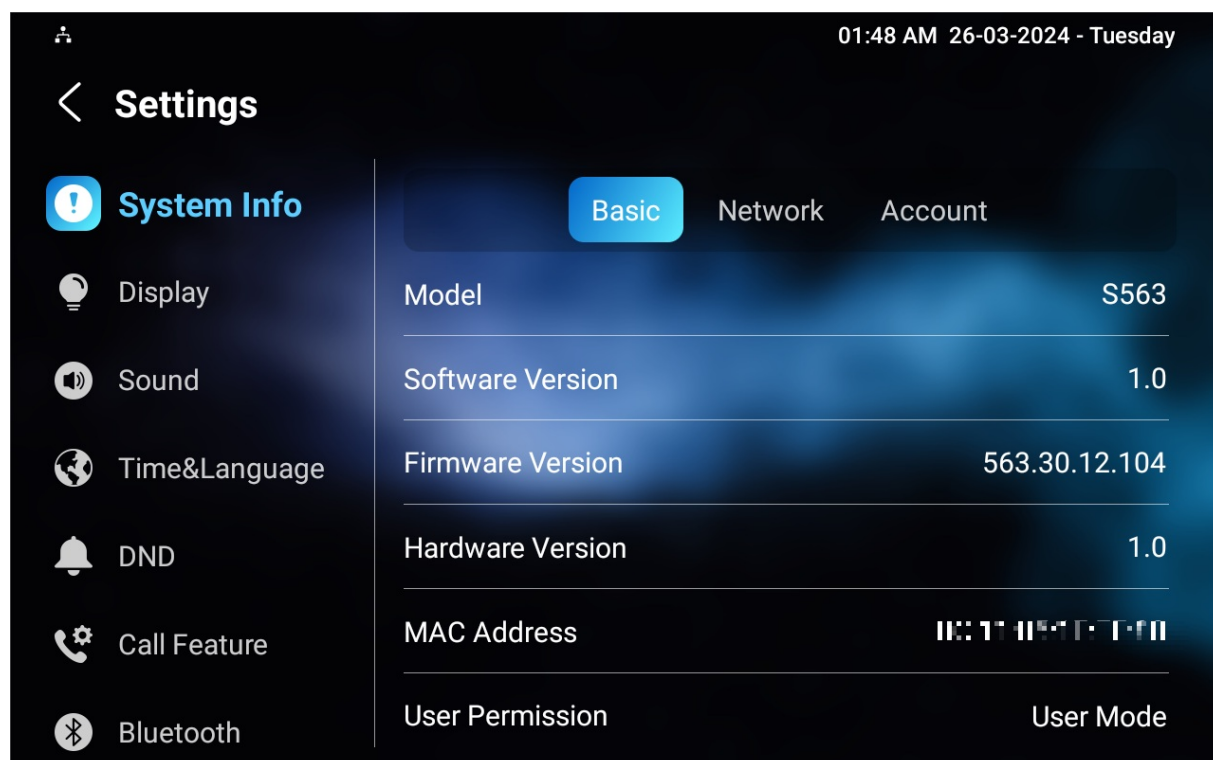 01:48 AM 26-03-2024 - Tuesday
Settings
System Info
Display
Sound
Time&Language
DND
Call Feature
Bluetooth
Basic Network Account
Model S563
Software Version 1.0
Firmware Version 563.30.12.104
Hardware Version 1.0
MAC Address
User Permission User Mode